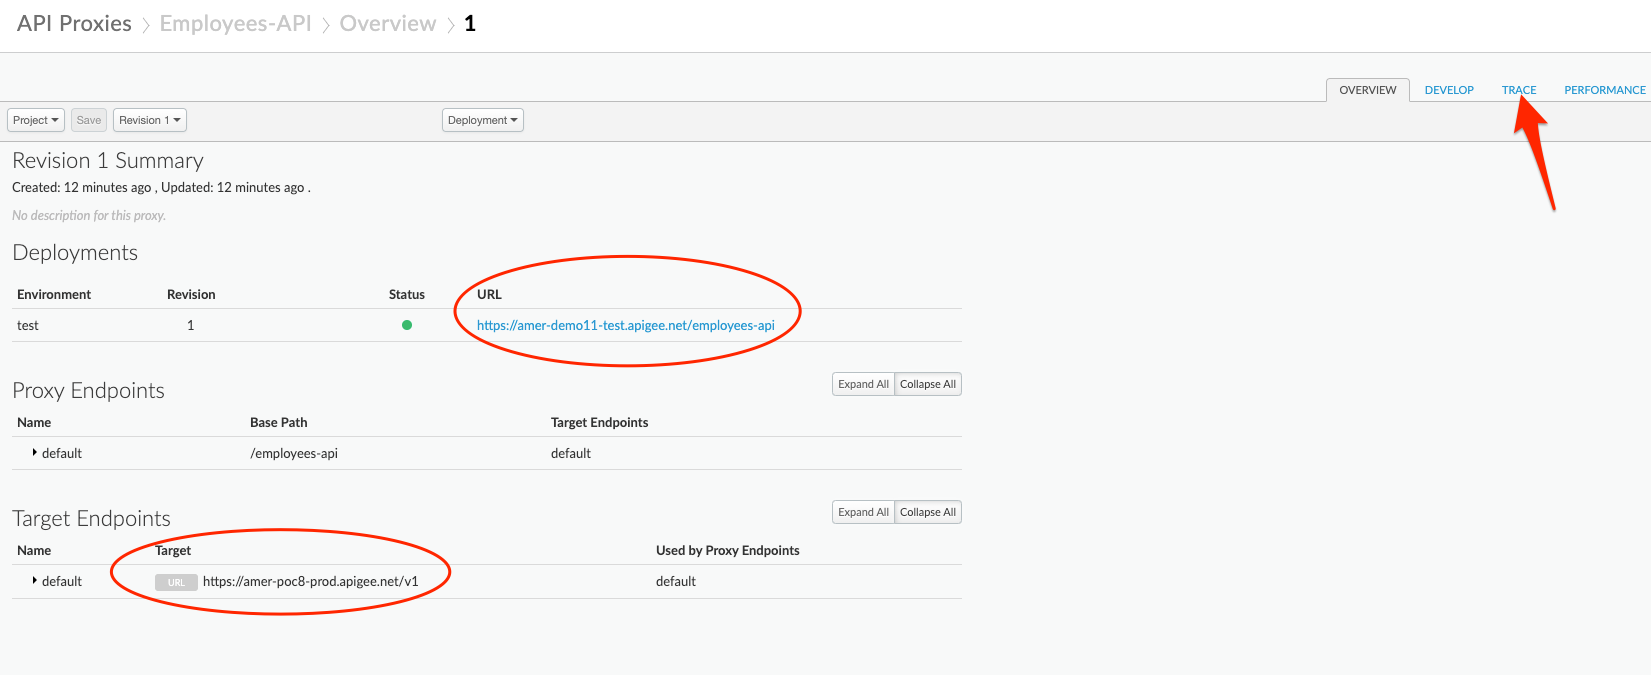 API Proxies > Employees-API > Overview > 1
OVERVIEW DEVELOP TRACE PERFORMANCE
Project Save Revision 1 Deployment
Revision 1 Summary
Created: 12 minutes ago , Updated: 12 minutes ago .
No description for this proxy.
Deployments
Environment Revision Status URL
test 1 https://amer-demo11-test.apigee.net/employees-api
Proxy Endpoints Expand All Collapse All
Name Base Path Target Endpoints
default /employees-api default
Target Endpoints Expand All Collapse All
Name Target Used by Proxy Endpoints
default URL https://amer-poc8-prod.apigee.net/v1 default